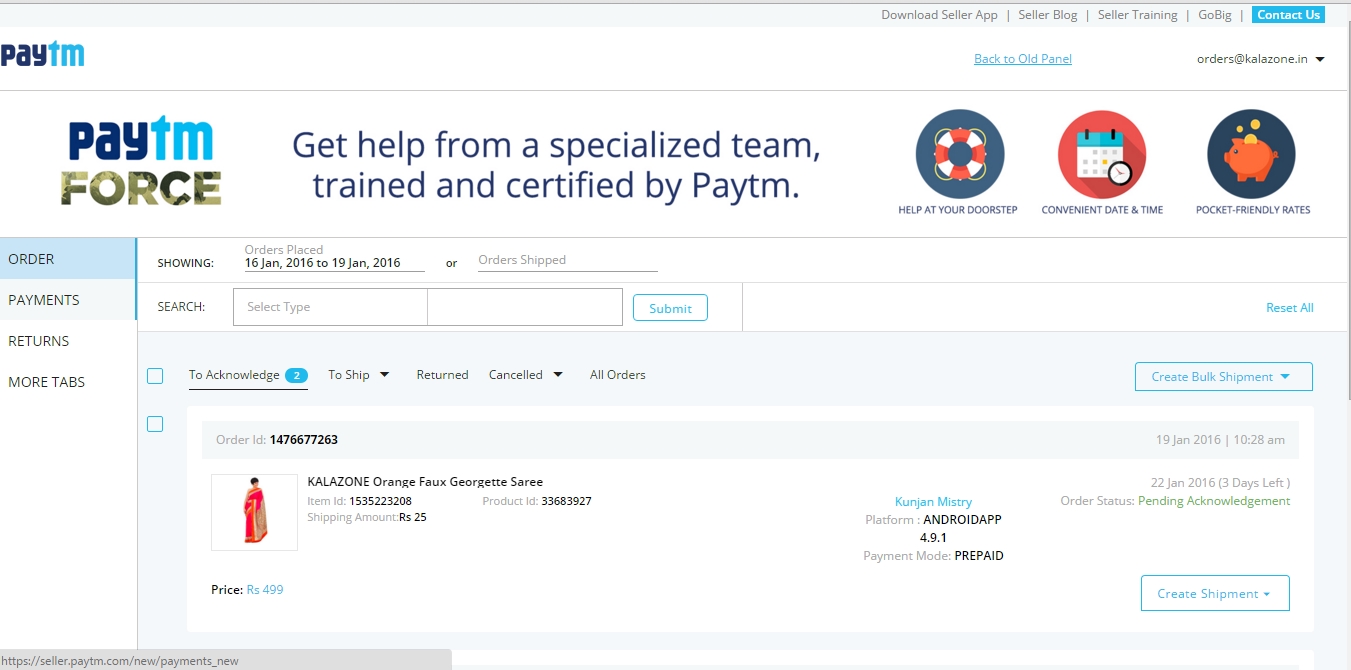 Download Seller App | Seller Blog | Seller Training | GoBig | Contact Us
paytm
Back to Old Panel
orders@kalazone.in
paytm
FORCE
Get help from a specialized team,
trained and certified by Paytm.
HELP AT YOUR DOORSTEP
CONVENIENT DATE & TIME
POCKET-FRIENDLY RATES
ORDER
PAYMENTS
RETURNS
MORE TABS
SHOWING:
Orders Placed
16 Jan, 2016 to 19 Jan, 2016
or
Orders Shipped
SEARCH:
Select Type
Submit
Reset All
To Acknowledge 2
To Ship
Returned
Cancelled
All Orders
Create Bulk Shipment
Order Id: 1476677263
19 Jan 2016 | 10:28 am
KALAZONE Orange Faux Georgette Saree
Item Id: 1535223208
Product Id: 33683927
Shipping Amount:Rs 25
Kunjan Mistry
Platform : ANDROIDAPP
4.9.1
Payment Mode: PREPAID
22 Jan 2016 (3 Days Left )
Order Status: Pending Acknowledgement
Price: Rs 499
Create Shipment
https://seller.paytm.com/new/payments_new